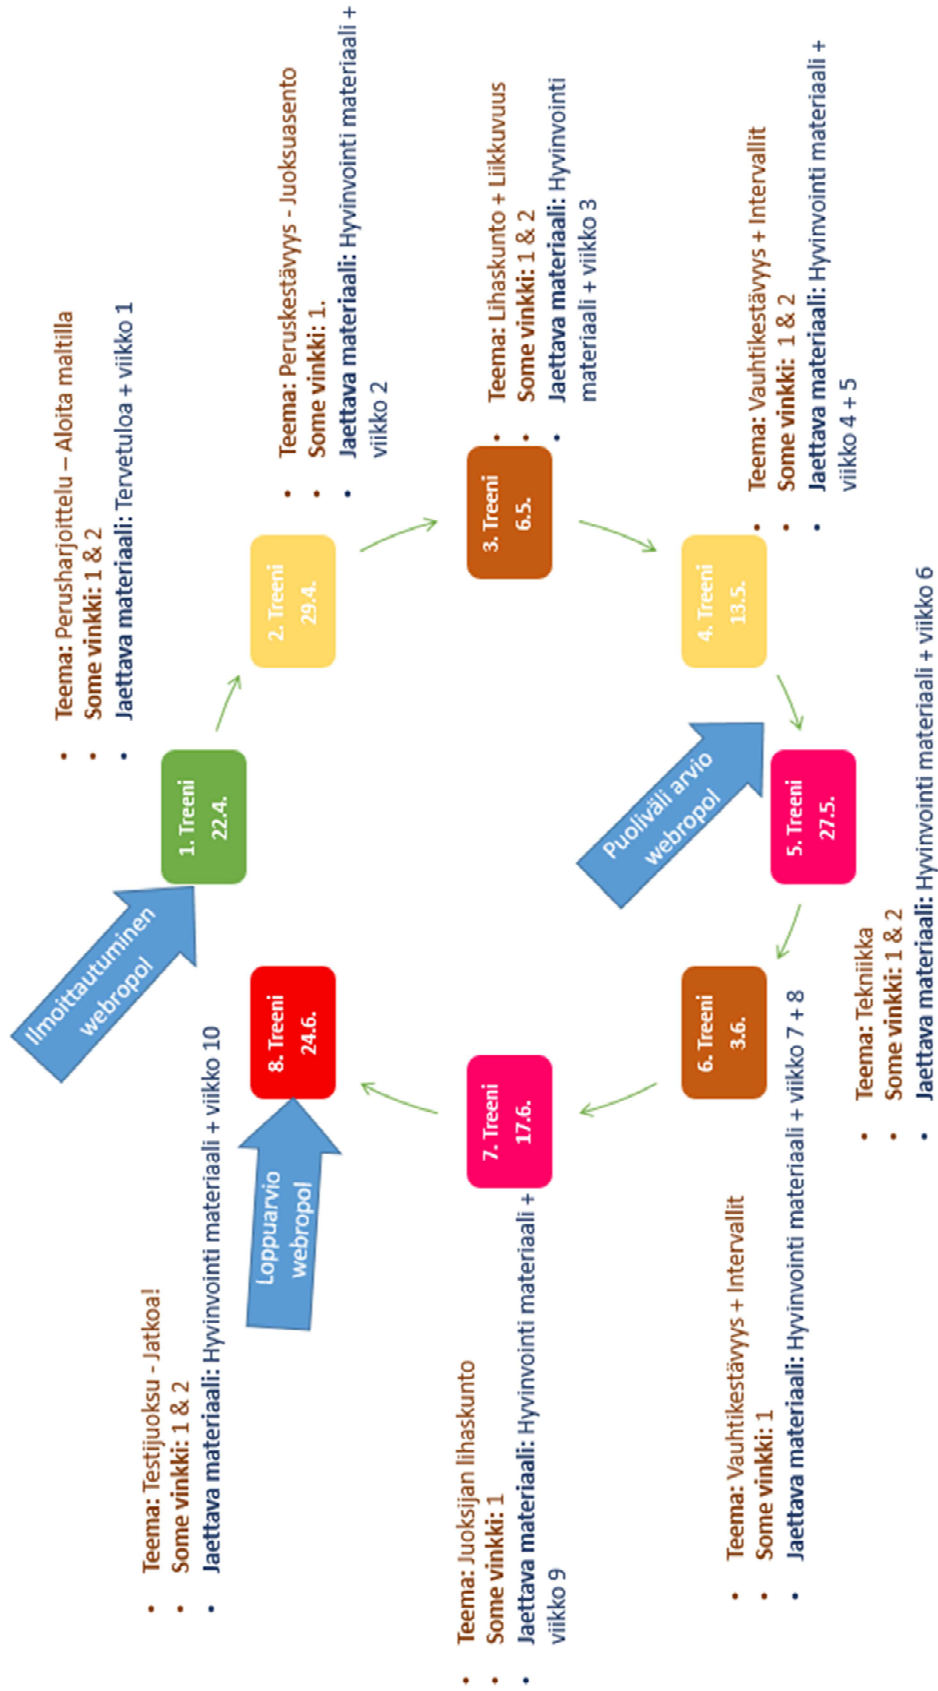 Ilmoittautuminen
webropol
1. Treeni
22.4.
• Teema: Perusharjoittelu – Aloita maltilla
• Some vinkki: 1 & 2
• Jaettava materiaali: Tervetuloa + viikko 1
2. Treeni
29.4.
• Teema: Peruskestävyys - Juoksuasento
• Some vinkki: 1.
• Jaettava materiaali: Hyvinvointi materiaali +
viikko 2
3. Treeni
6.5.
• Teema: Lihaskunto + Liikkuvuus
• Some vinkki: 1 & 2
• Jaettava materiaali: Hyvinvointi
materiaali + viikko 3
4. Treeni
13.5.
• Teema: Vauhtikestävyys + Intervallit
• Some vinkki: 1 & 2
• Jaettava materiaali: Hyvinvointi materiaali +
viikko 4 + 5
Puoliväli arvio
webropol
5. Treeni
27.5.
• Teema: Tekniikka
• Some vinkki: 1 & 2
• Jaettava materiaali: Hyvinvointi materiaali + viikko 6
6. Treeni
3.6.
• Teema: Vauhtikestävyys + Intervallit
• Some vinkki: 1
• Jaettava materiaali: Hyvinvointi materiaali + viikko 7 + 8
7. Treeni
17.6.
• Teema: Juoksijan lihaskunto
• Some vinkki: 1
• Jaettava materiaali: Hyvinvointi materiaali +
viikko 9
Loppuarvio
webropol
8. Treeni
24.6.
• Teema: Testijuoksu - Jatkoa!
• Some vinkki: 1 & 2
• Jaettava materiaali: Hyvinvointi materiaali + viikko 10